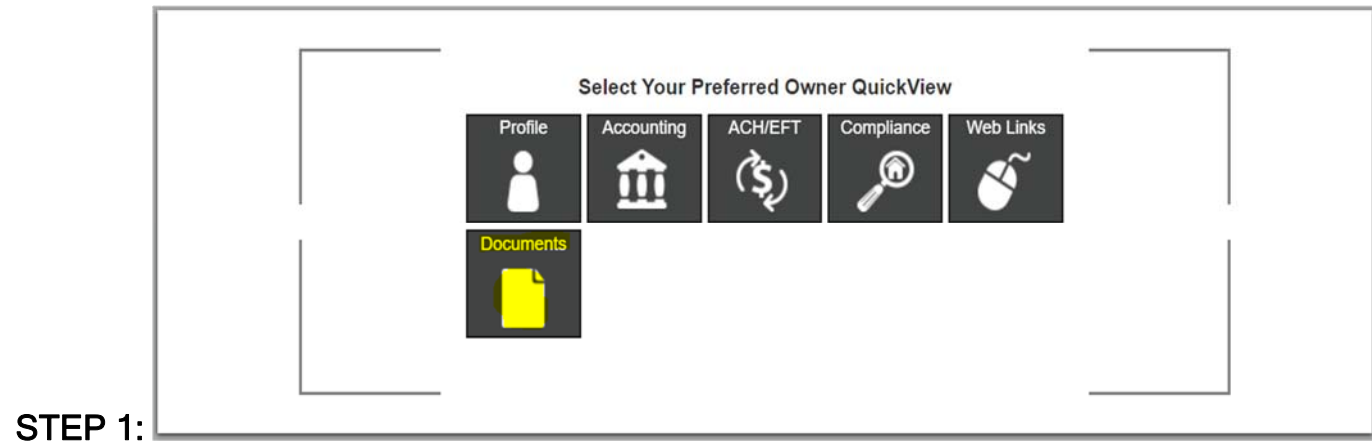 Select Your Preferred Owner QuickView
Profile Accounting ACH/EFT Compliance Web Links
$
Documents
STEP 1: